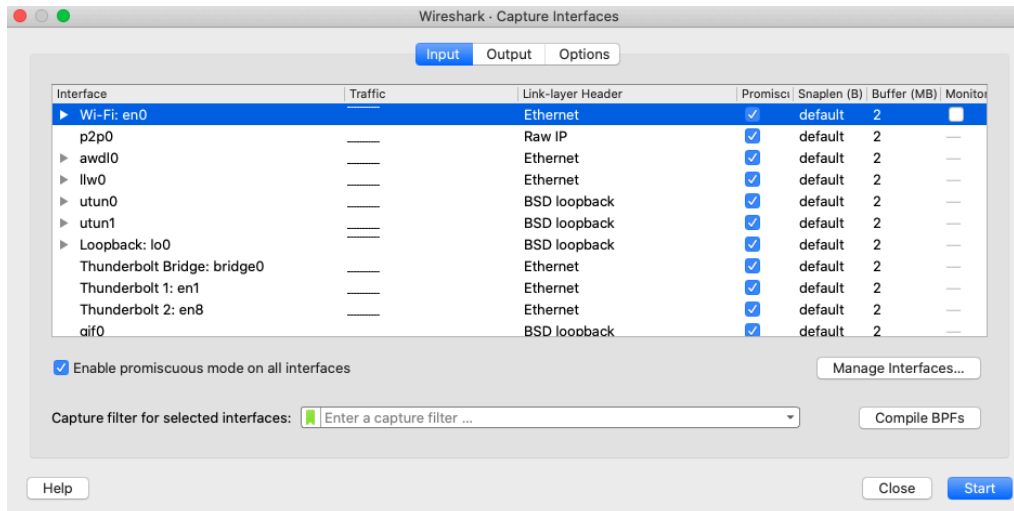 Wireshark · Capture Interfaces
Input Output Options
Interface Traffic Link-layer Header Promisci Snaplen (B) Buffer (MB) Monitor
Wi-Fi: en0 Ethernet default 2
p2p0 Raw IP default 2 —
awdl0 Ethernet default 2 —
llw0 Ethernet default 2 —
utun0 BSD loopback default 2 —
utun1 BSD loopback default 2 —
Loopback: lo0 BSD loopback default 2 —
Thunderbolt Bridge: bridge0 Ethernet default 2 —
Thunderbolt 1: en1 Ethernet default 2 —
Thunderbolt 2: en8 Ethernet default 2 —
gif0 BSD loopback default 2 —
Enable promiscuous mode on all interfaces Manage Interfaces...
Capture filter for selected interfaces: Enter a capture filter ... Compile BPFs
Help Close Start